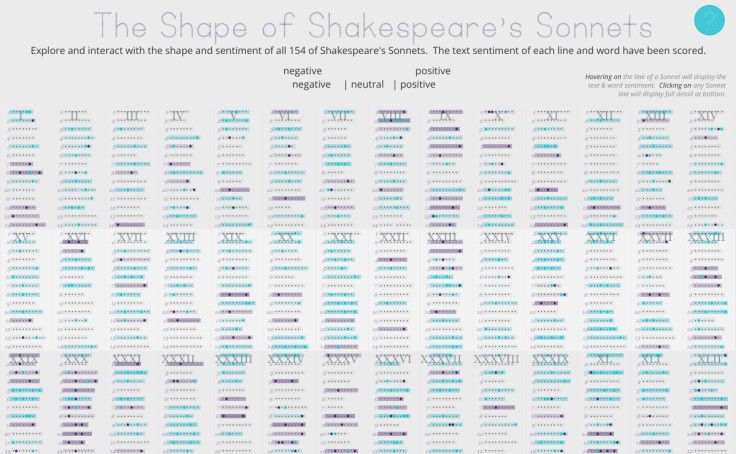 The Shape of Shakespeare's Sonnets
?
Explore and interact with the shape and sentiment of all 154 of Shakespeare's Sonnets. The text sentiment of each line and word have been scored.
negative positive
negative | neutral | positive
Hovering on the line of a Sonnet will display the
text & word sentiment. Clicking on any Sonnet
line will display full detail at bottom.
I II III IV V VI VII VIII IX X XI XII XIII XIV
XV XVI XVII XVIII XIX XX XXI XXII XXIII XXIV XXV XXVI XXVII XXVIII
XXIX XXX XXXI XXXII XXXIII XXXIV XXXV XXXVI XXXVII XXXVIII XXXIX XL XLI XLII